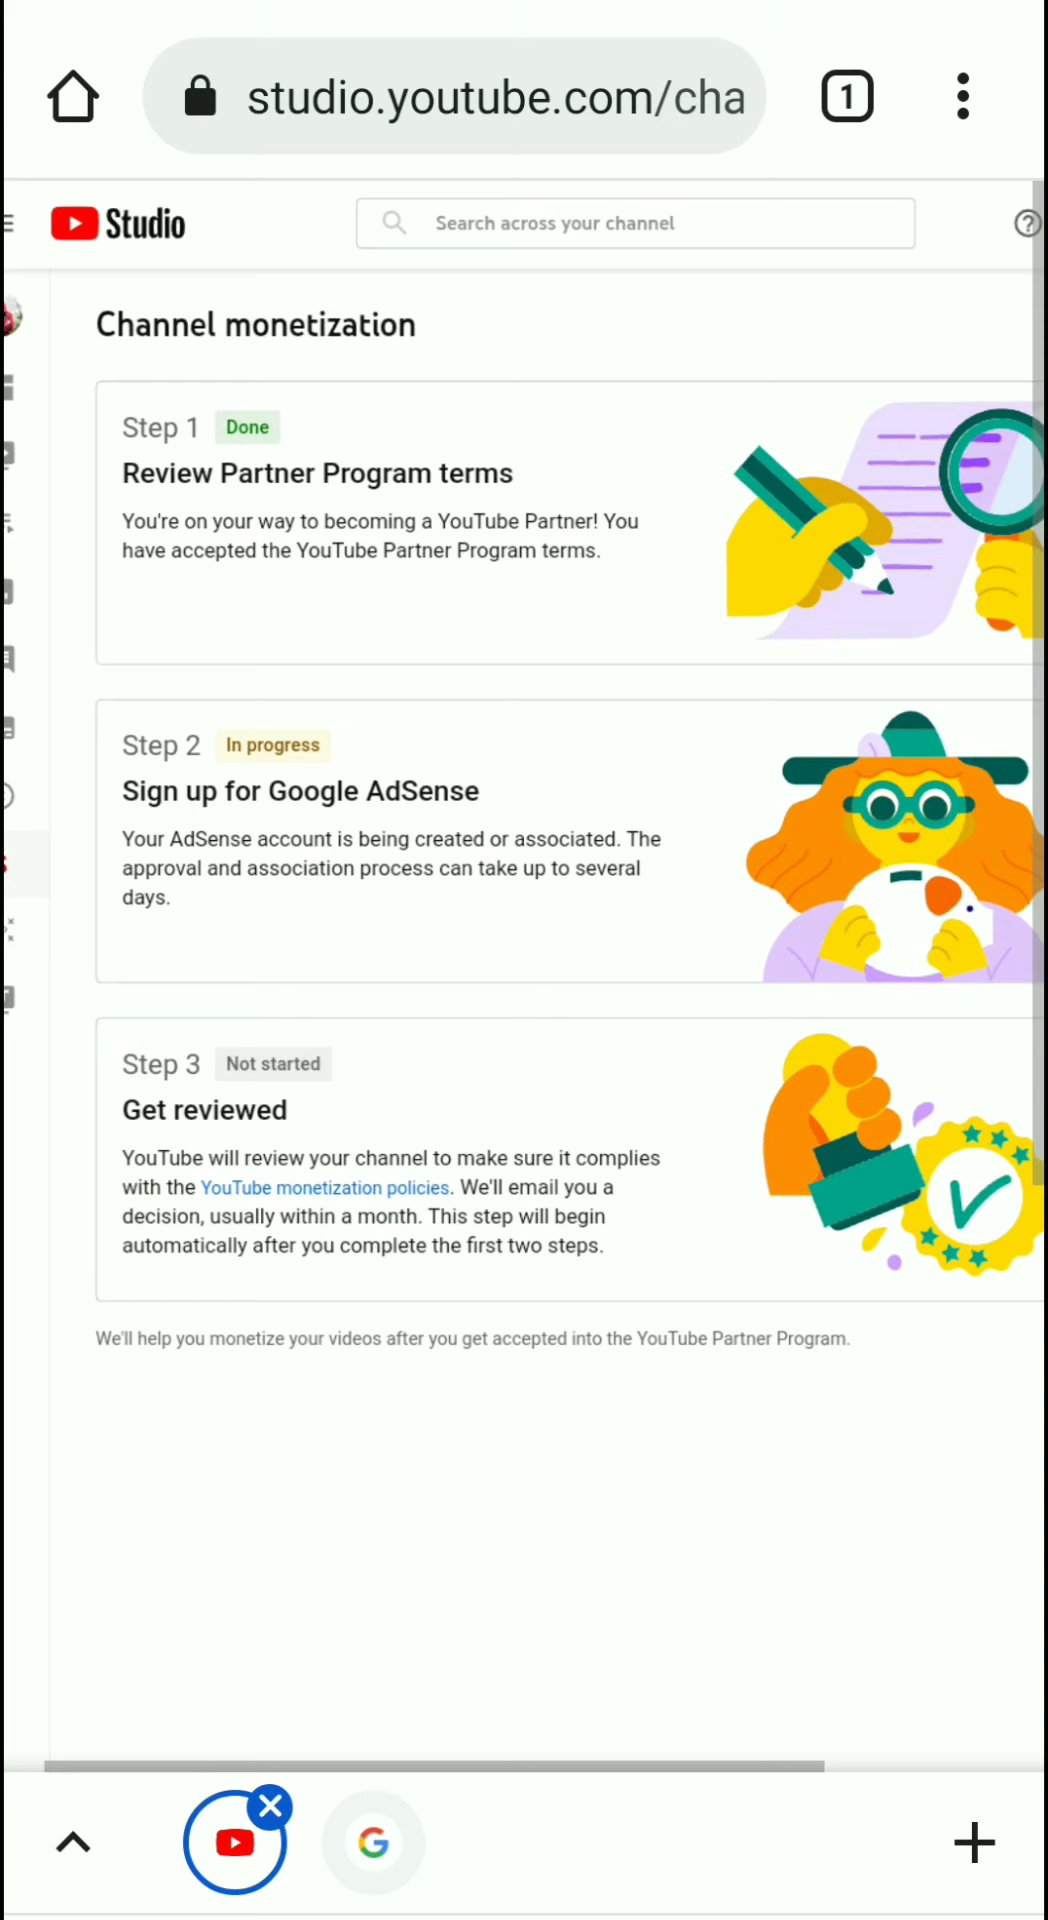 studio.youtube.com/cha
1
Studio
Search across your channel
Channel monetization
Step 1 Done
Review Partner Program terms
You're on your way to becoming a YouTube Partner! You
have accepted the YouTube Partner Program terms.
Step 2 In progress
Sign up for Google AdSense
Your AdSense account is being created or associated. The
approval and association process can take up to several
days.
Step 3 Not started
Get reviewed
YouTube will review your channel to make sure it complies
with the YouTube monetization policies. We'll email you a
decision, usually within a month. This step will begin
automatically after you complete the first two steps.
We'll help you monetize your videos after you get accepted into the YouTube Partner Program.